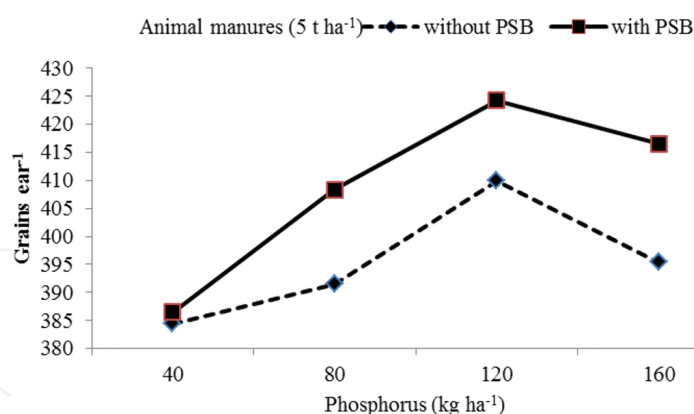 Animal manures (5 t ha⁻¹) without PSB with PSB
430
425
420
415
410
405
400
395
390
385
380
Grains ear⁻¹
40 80 120 160
Phosphorus (kg ha⁻¹)